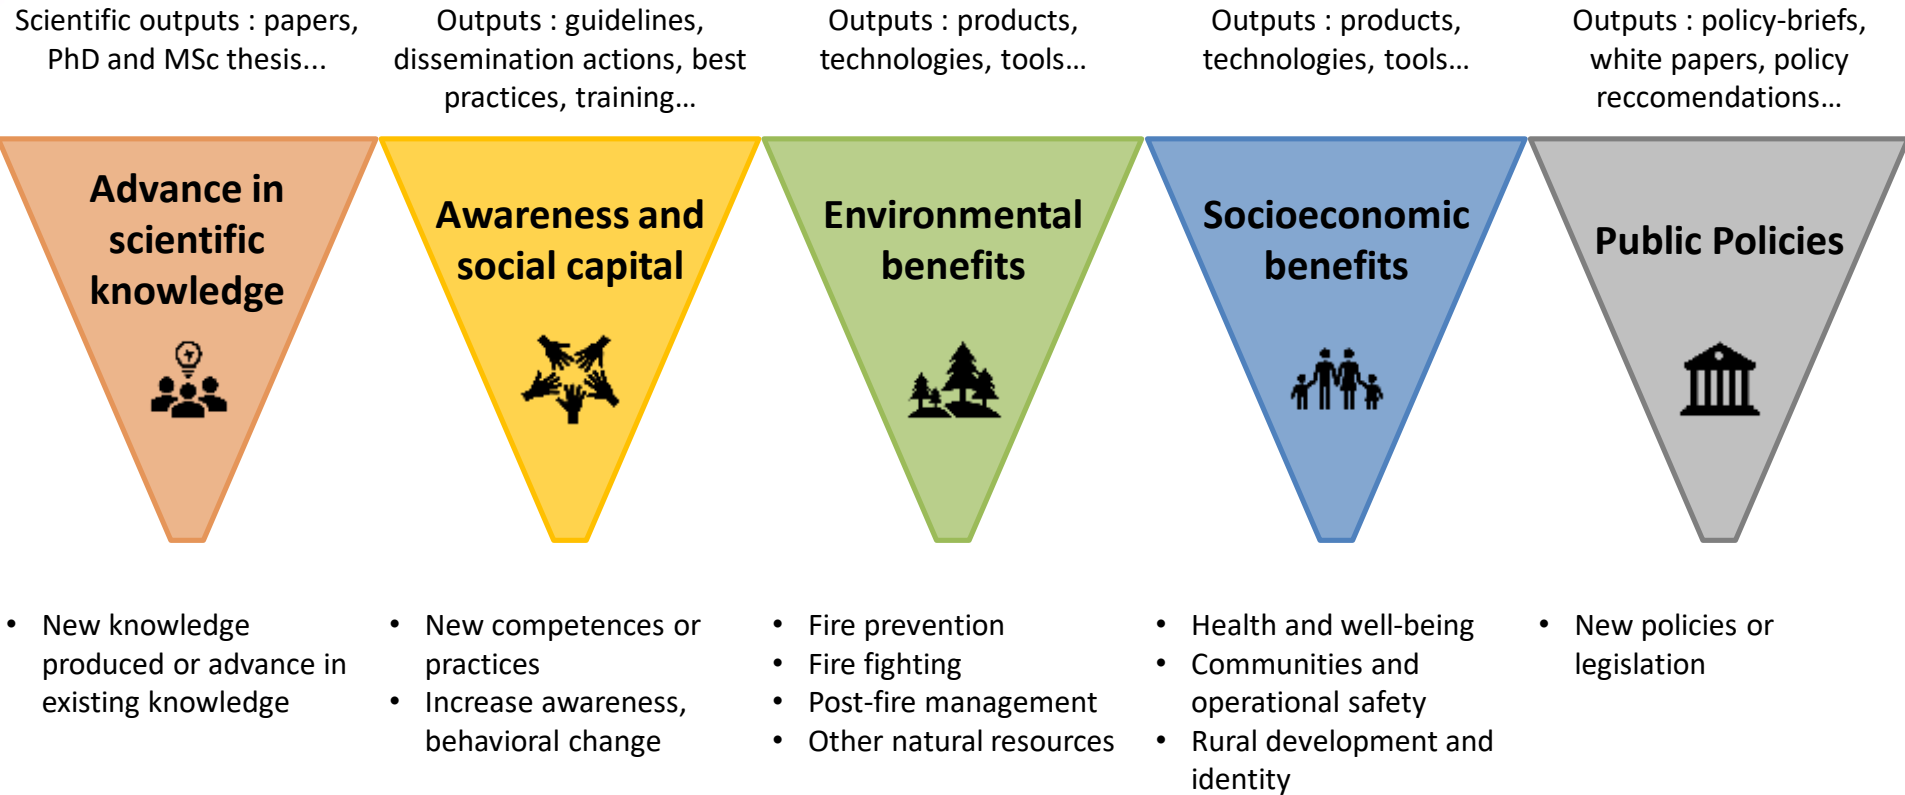 Scientific outputs : papers,
PhD and MSc thesis...
Outputs : guidelines,
dissemination actions, best
practices, training…
Outputs : products,
technologies, tools…
Outputs : products,
technologies, tools…
Outputs : policy-briefs,
white papers, policy
reccomendations…
Advance in
scientific
knowledge
Awareness and
social capital
Environmental
benefits
Socioeconomic
benefits
Public Policies
• New knowledge
produced or advance in
existing knowledge
• New competences or
practices
• Increase awareness,
behavioral change
• Fire prevention
• Fire fighting
• Post-fire management
• Other natural resources
• Health and well-being
• Communities and
operational safety
• Rural development and
identity
• New policies or
legislation